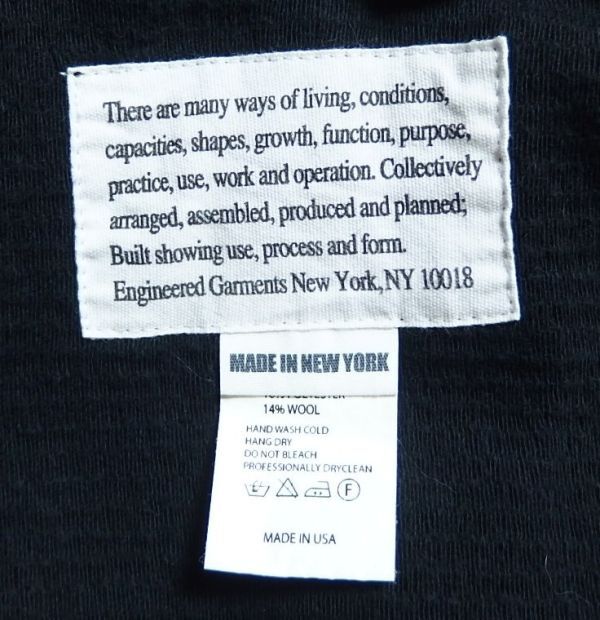 There are many ways of living, conditions,
capacities, shapes, growth, function, purpose,
practice, use, work and operation. Collectively
arranged, assembled, produced and planned;
Built showing use, process and form.
Engineered Garments New York, NY 10018
MADE IN NEW YORK
14% WOOL
HAND WASH COLD
HANG DRY
DO NOT BLEACH
PROFESSIONALLY DRYCLEAN
F
MADE IN USA